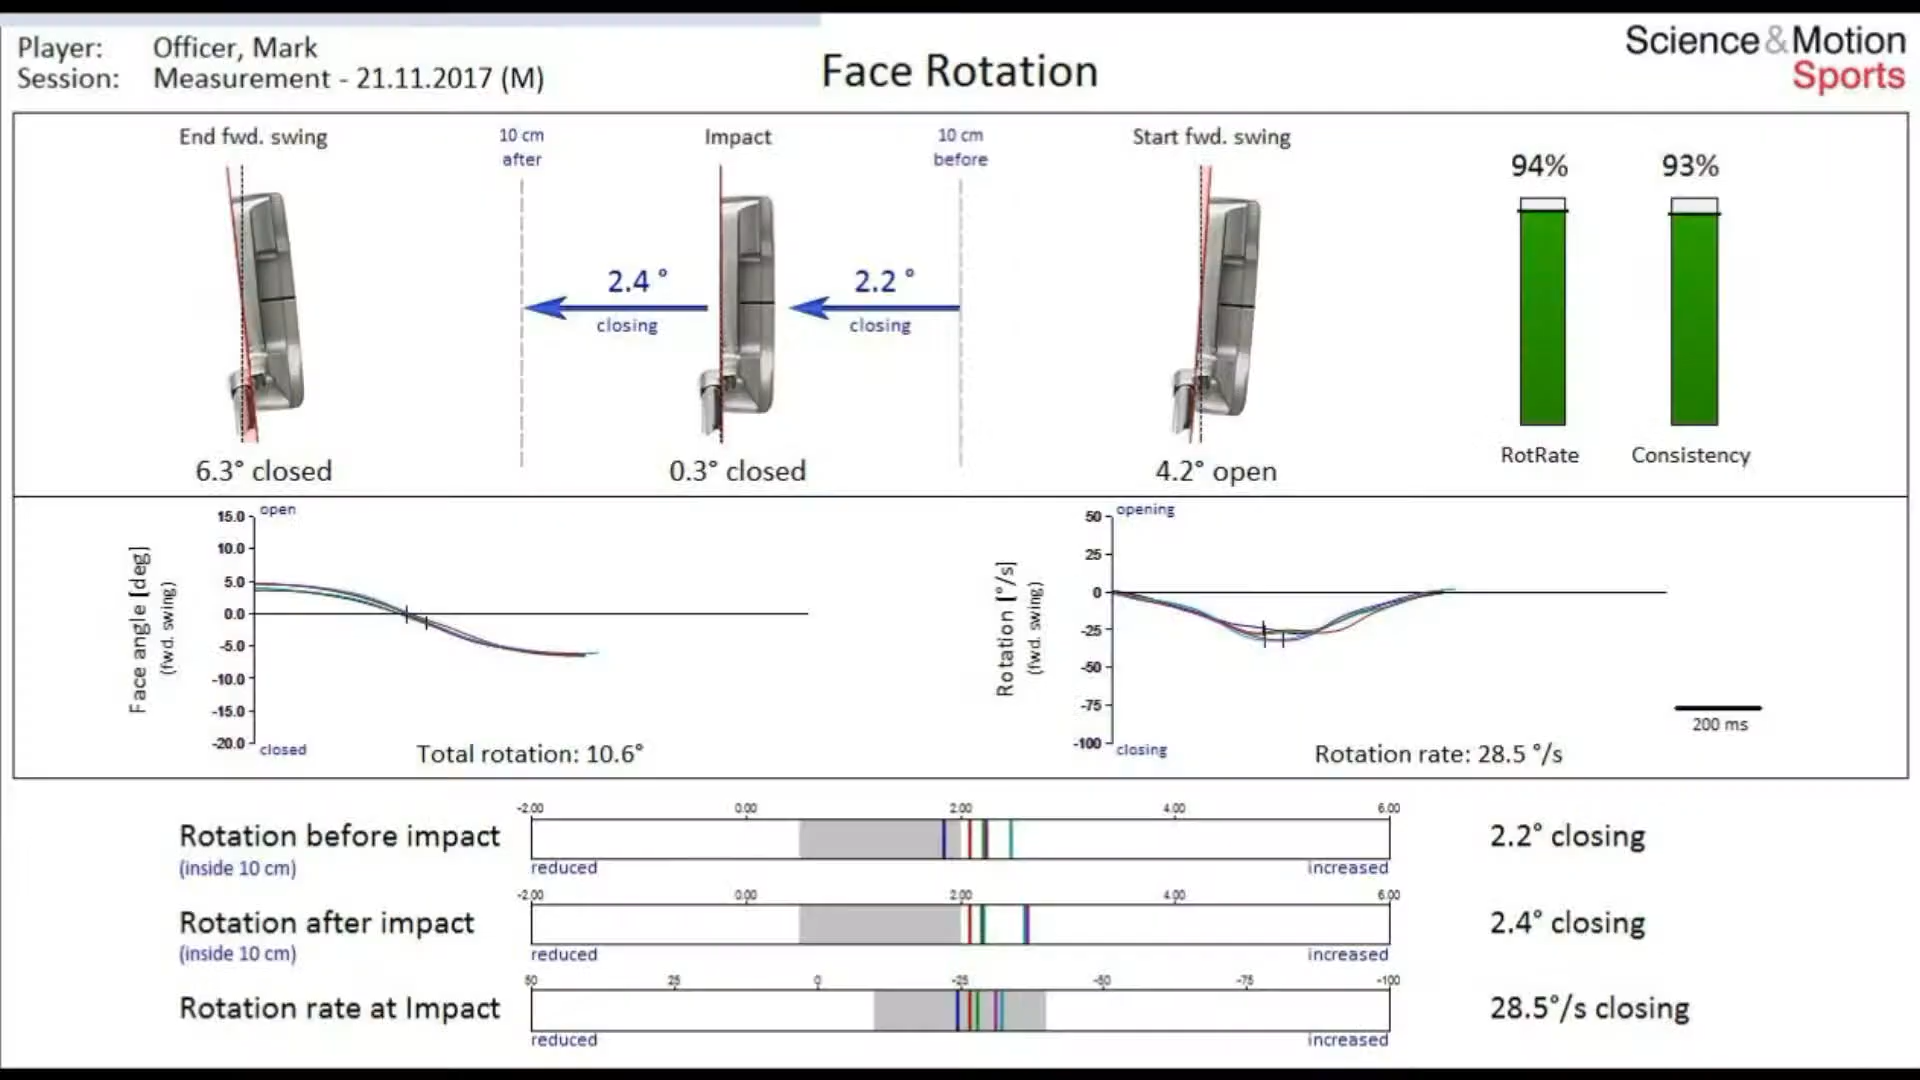 Player: Officer, Mark
Session: Measurement - 21.11.2017 (M)
Face Rotation
Science&Motion
Sports
End fwd. swing
10 cm
after
Impact
10 cm
before
Start fwd. swing
94%
93%
2.4 °
closing
2.2 °
closing
RotRate
Consistency
6.3° closed
0.3° closed
4.2° open
Face angle [deg]
(fwd. swing)
15.0
open
10.0
5.0
0.0
-5.0
-10.0
-15.0
-20.0
closed
Total rotation: 10.6°
Rotation [°/s]
(fwd. swing)
50
opening
25
0
-25
-50
-75
-100
closing
Rotation rate: 28.5 °/s
200 ms
-2.00 0.00 2.00 4.00 6.00
Rotation before impact
2.2° closing
(inside 10 cm)
reduced
increased
-2.00 0.00 2.00 4.00 6.00
Rotation after impact
2.4° closing
(inside 10 cm)
reduced
increased
50 25 0 -25 -50 -75 -100
Rotation rate at Impact
28.5°/s closing
reduced
increased